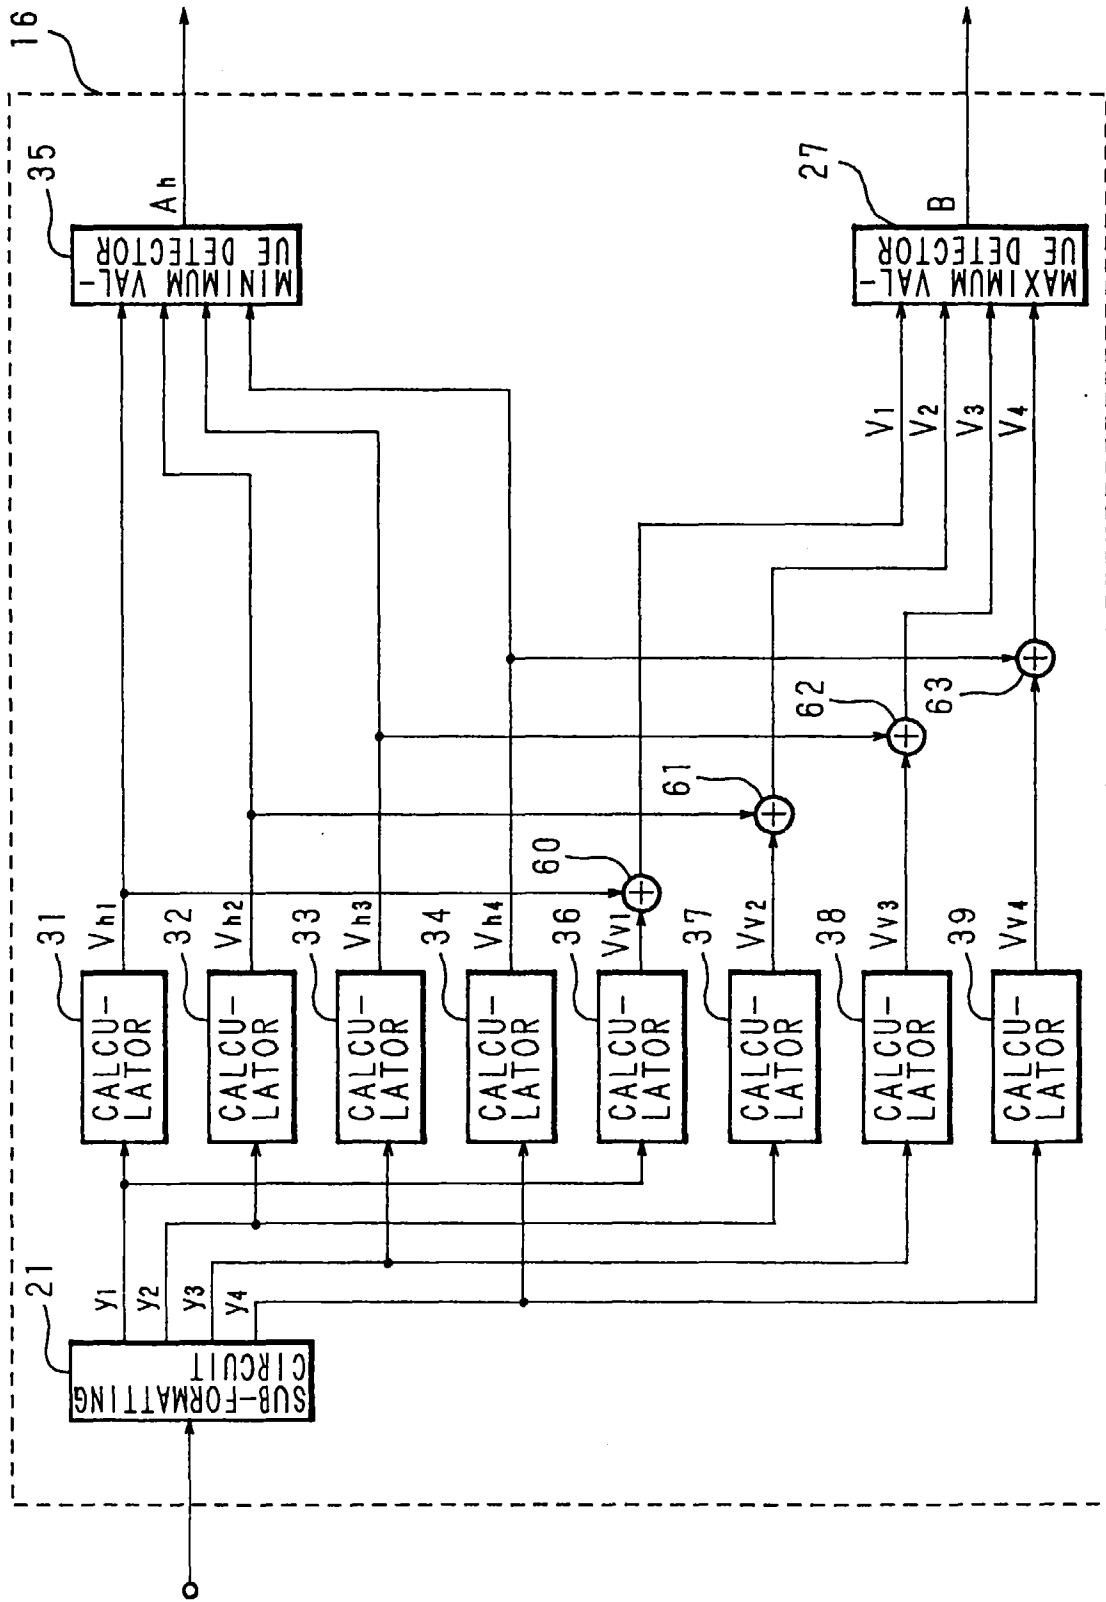 16
35
Ah
MINIMUM VAL-
UE DETECTOR
27
B
MAXIMUM VAL-
UE DETECTOR
V1
V2
V3
V4
60
61
62
63
31
Vh1
CALCU-
LATOR
32
Vh2
CALCU-
LATOR
33
Vh3
CALCU-
LATOR
34
Vh4
CALCU-
LATOR
36
Vv1
CALCU-
LATOR
37
Vv2
CALCU-
LATOR
38
Vv3
CALCU-
LATOR
39
Vv4
CALCU-
LATOR
21
y1
y2
y3
y4
SUB-FORMATTING
CIRCUIT